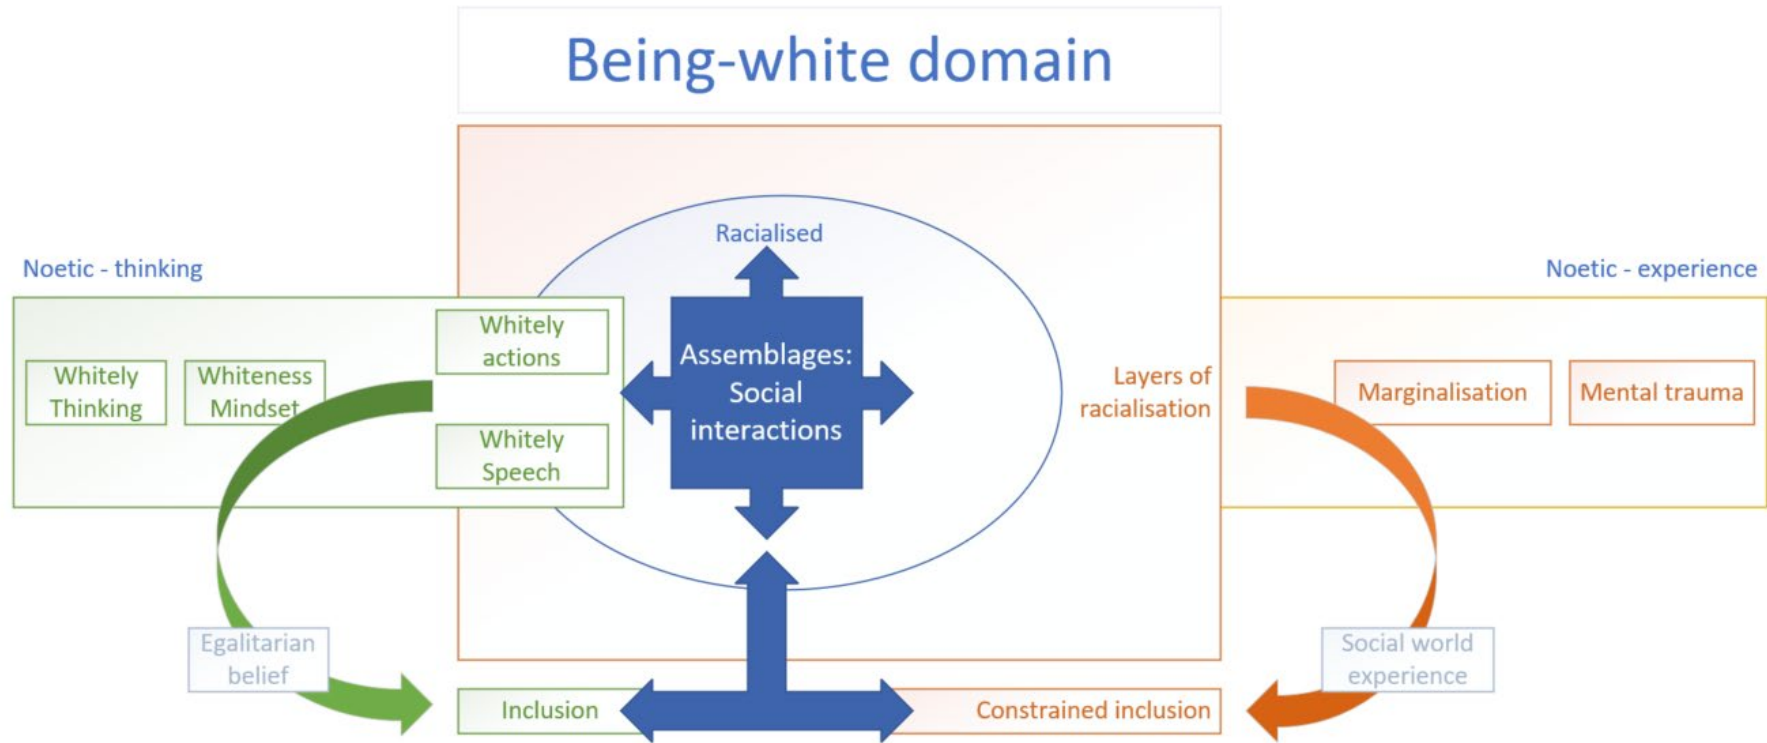 Being-white domain
Racialised
Noetic - thinking
Noetic - experience
Whitely
actions
Whitely
Thinking
Whiteness
Mindset
Whitely
Speech
Assemblages:
Social
interactions
Layers of
racialisation
Marginalisation
Mental trauma
Egalitarian
belief
Social world
experience
Inclusion
Constrained inclusion